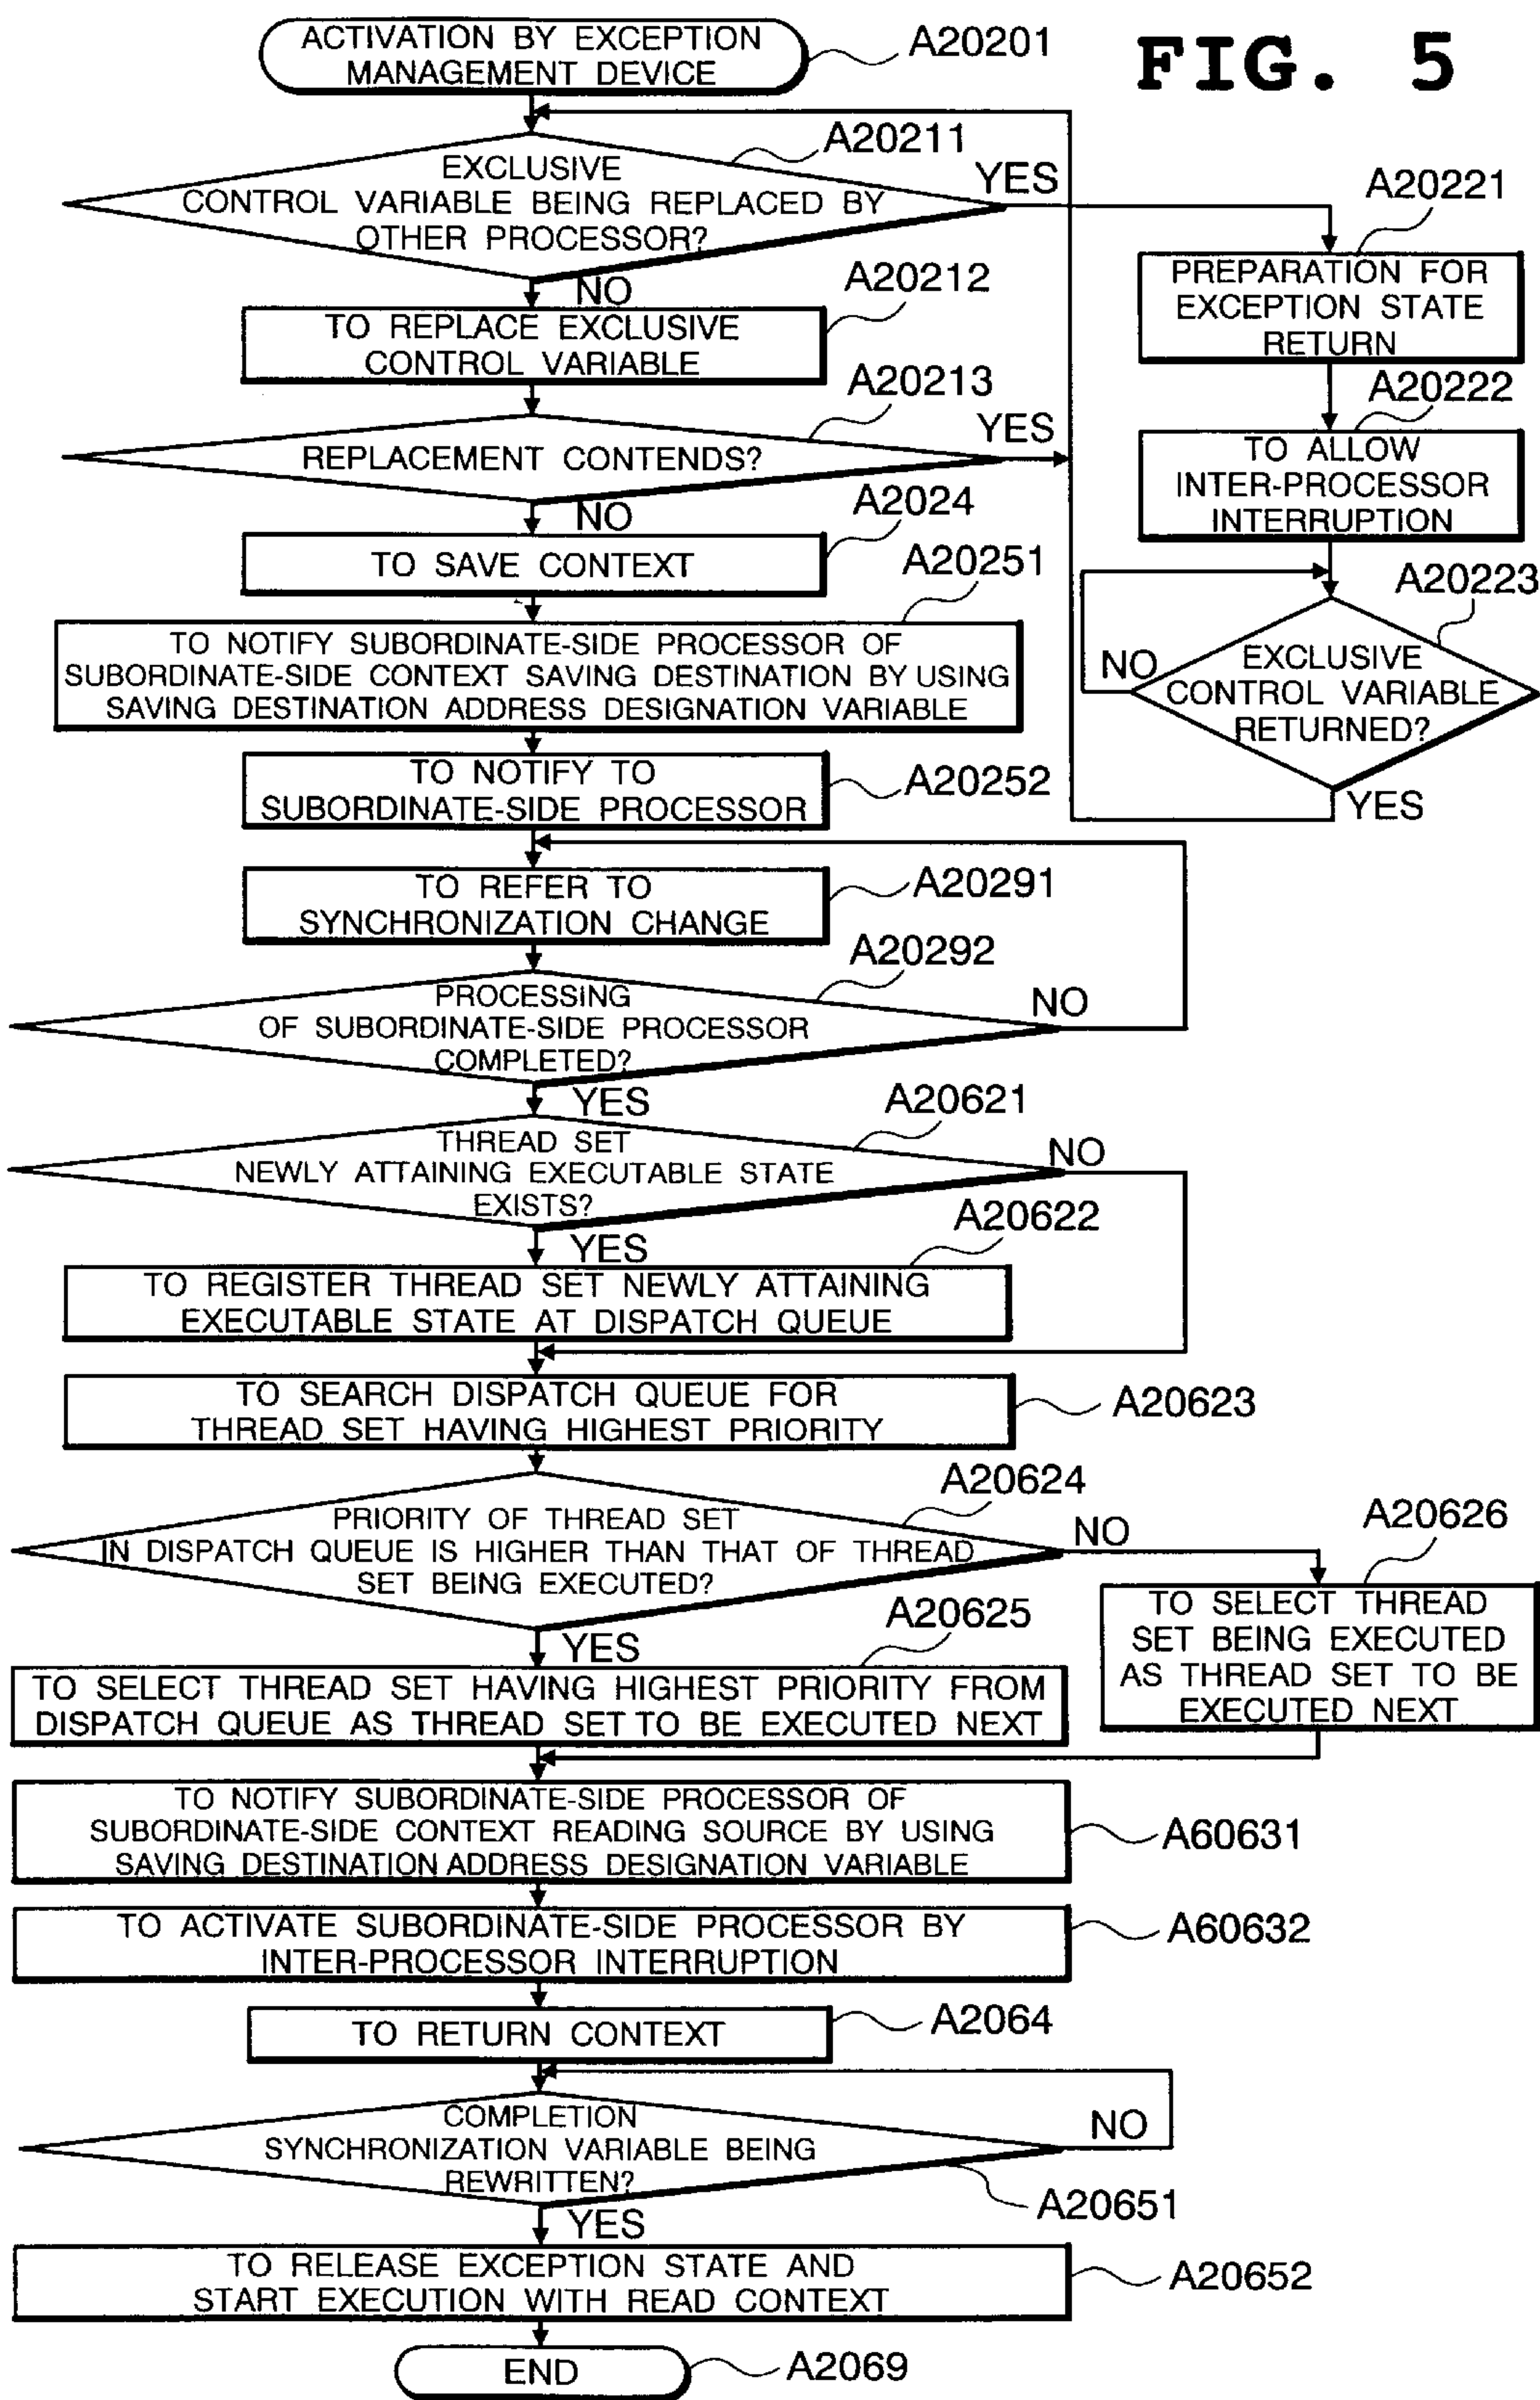 FIG. 5
ACTIVATION BY EXCEPTION
MANAGEMENT DEVICE
A20201
A20211
EXCLUSIVE
CONTROL VARIABLE BEING REPLACED BY
OTHER PROCESSOR?
YES
NO
A20221
PREPARATION FOR
EXCEPTION STATE
RETURN
A20212
TO REPLACE EXCLUSIVE
CONTROL VARIABLE
A20222
TO ALLOW
INTER-PROCESSOR
INTERRUPTION
A20213
REPLACEMENT CONTENDS?
YES
NO
A20223
EXCLUSIVE
CONTROL VARIABLE
RETURNED?
NO
YES
A2024
TO SAVE CONTEXT
A20251
TO NOTIFY SUBORDINATE-SIDE PROCESSOR OF
SUBORDINATE-SIDE CONTEXT SAVING DESTINATION BY USING
SAVING DESTINATION ADDRESS DESIGNATION VARIABLE
TO NOTIFY TO
SUBORDINATE-SIDE PROCESSOR
A20252
TO REFER TO
SYNCHRONIZATION CHANGE
A20291
A20292
PROCESSING
OF SUBORDINATE-SIDE PROCESSOR
COMPLETED?
NO
YES
A20621
THREAD SET
NEWLY ATTAINING EXECUTABLE STATE
EXISTS?
NO
YES
A20622
TO REGISTER THREAD SET NEWLY ATTAINING
EXECUTABLE STATE AT DISPATCH QUEUE
TO SEARCH DISPATCH QUEUE FOR
THREAD SET HAVING HIGHEST PRIORITY
A20623
A20624
PRIORITY OF THREAD SET
IN DISPATCH QUEUE IS HIGHER THAN THAT OF THREAD
SET BEING EXECUTED?
NO
YES
A20626
TO SELECT THREAD
SET BEING EXECUTED
AS THREAD SET TO BE
EXECUTED NEXT
A20625
TO SELECT THREAD SET HAVING HIGHEST PRIORITY FROM
DISPATCH QUEUE AS THREAD SET TO BE EXECUTED NEXT
TO NOTIFY SUBORDINATE-SIDE PROCESSOR OF
SUBORDINATE-SIDE CONTEXT READING SOURCE BY USING
SAVING DESTINATION ADDRESS DESIGNATION VARIABLE
A60631
TO ACTIVATE SUBORDINATE-SIDE PROCESSOR BY
INTER-PROCESSOR INTERRUPTION
A60632
TO RETURN CONTEXT
A2064
COMPLETION
SYNCHRONIZATION VARIABLE BEING
REWRITTEN?
NO
A20651
YES
TO RELEASE EXCEPTION STATE AND
START EXECUTION WITH READ CONTEXT
A20652
END
A2069